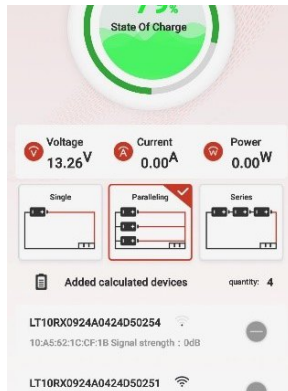 State Of Charge
Voltage
13.26V
Current
0.00A
Power
0.00W
Single
Paralleling
Series
Added calculated devices
quantity: 4
LT10RX0924A0424D50254
10:A5:62:1C:CF:1B Signal strength : 0dB
LT10RX0924A0424D50251